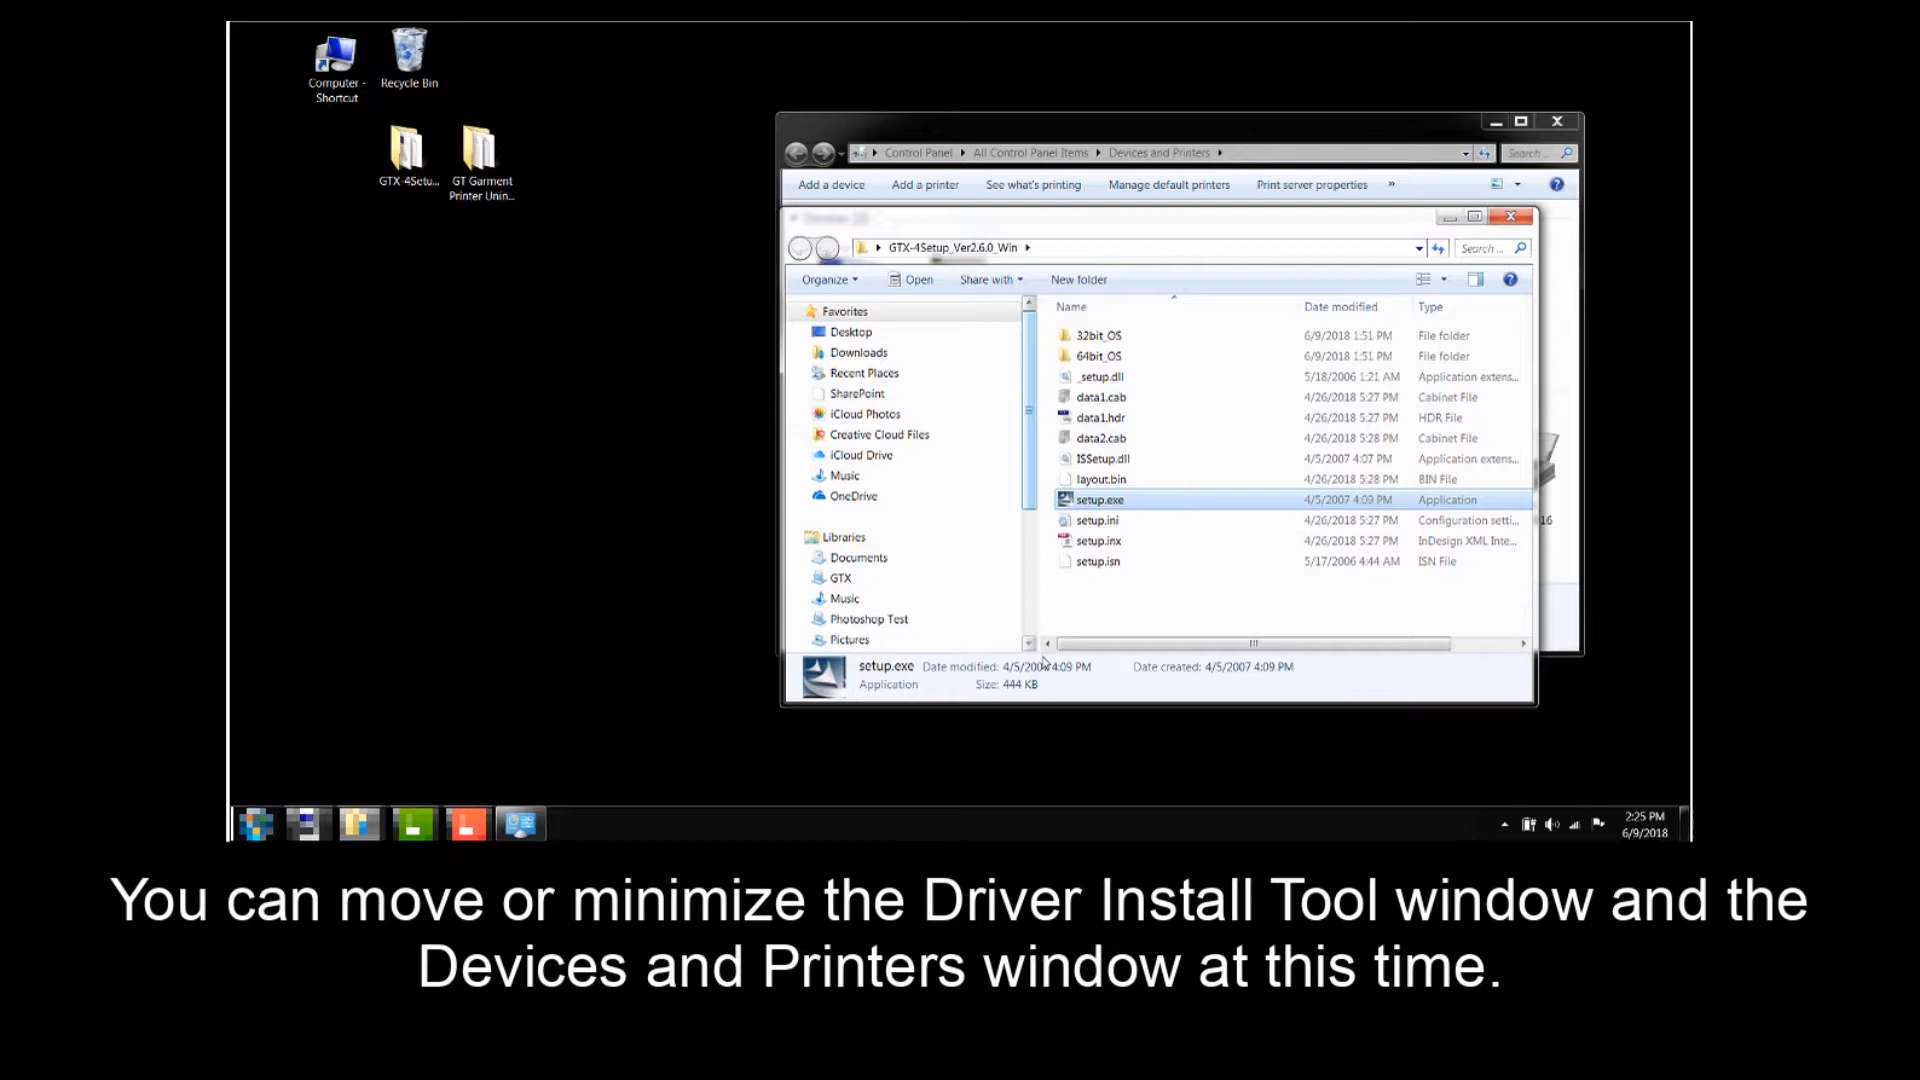 Computer -
Shortcut
Recycle Bin
GTX-4Setu...
GT Garment
Printer Unin...
Control Panel
All Control Panel Items
Devices and Printers
Search ...
Add a device
Add a printer
See what's printing
Manage default printers
Print server properties
»
GTX-4Setup_Ver2.6.0_Win
Search ...
Organize
Open
Share with
New folder
Favorites
Desktop
Downloads
Recent Places
SharePoint
iCloud Photos
Creative Cloud Files
iCloud Drive
Music
OneDrive
Libraries
Documents
GTX
Music
Photoshop Test
Pictures
Name Date modified Type
32bit_OS 6/9/2018 1:51 PM File folder
64bit_OS 6/9/2018 1:51 PM File folder
_setup.dll 5/18/2006 1:21 AM Application extens...
data1.cab 4/26/2018 5:27 PM Cabinet File
data1.hdr 4/26/2018 5:27 PM HDR File
data2.cab 4/26/2018 5:28 PM Cabinet File
ISSetup.dll 4/5/2007 4:07 PM Application extens...
layout.bin 4/26/2018 5:28 PM BIN File
setup.exe 4/5/2007 4:09 PM Application
setup.ini 4/26/2018 5:27 PM Configuration setti...
setup.inx 4/26/2018 5:27 PM InDesign XML Inte...
setup.isn 5/17/2006 4:44 AM ISN File
16
setup.exe Date modified: 4/5/2007 4:09 PM Date created: 4/5/2007 4:09 PM
Application Size: 444 KB
2:25 PM
6/9/2018
You can move or minimize the Driver Install Tool window and the
Devices and Printers window at this time.